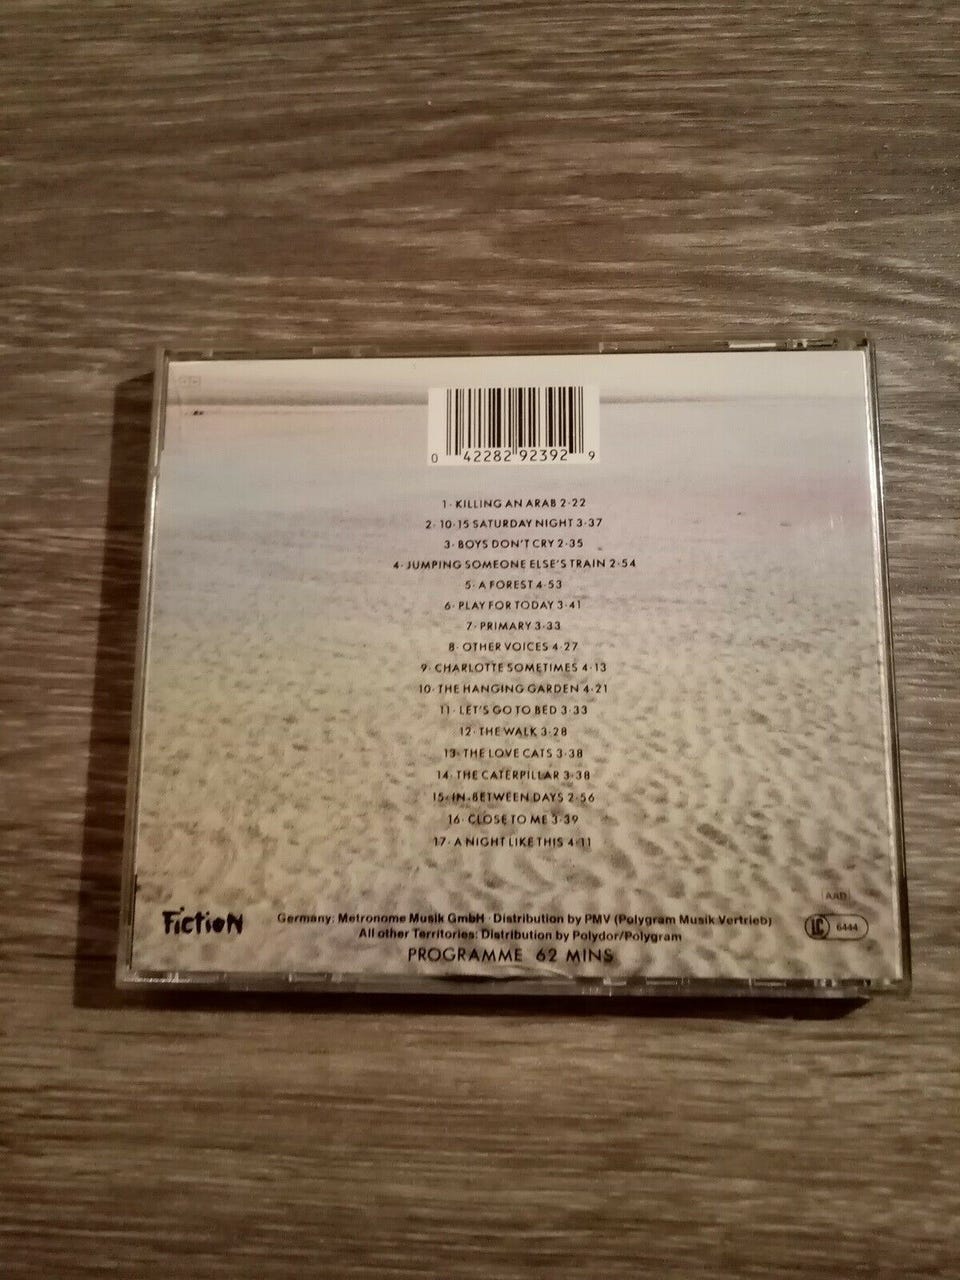 0 42282 92392 9
1· KILLING AN ARAB 2·22
2· 10·15 SATURDAY NIGHT 3·37
3· BOYS DON'T CRY 2·35
4· JUMPING SOMEONE ELSE'S TRAIN 2·54
5· A FOREST 4·53
6· PLAY FOR TODAY 3·41
7· PRIMARY 3·33
8· OTHER VOICES 4·27
9· CHARLOTTE SOMETIMES 4·13
10· THE HANGING GARDEN 4·21
11· LET'S GO TO BED 3·33
12· THE WALK 3·28
13· THE LOVE CATS 3·38
14· THE CATERPILLAR 3·38
15· IN·BETWEEN DAYS 2·56
16· CLOSE TO ME 3·39
17· A NIGHT LIKE THIS 4·11
AAD
Fiction
Germany: Metronome Musik GmbH · Distribution by PMV (Polygram Musik Vertrieb)
LC 6444
All other Territories: Distribution by Polydor/Polygram
PROGRAMME 62 MINS